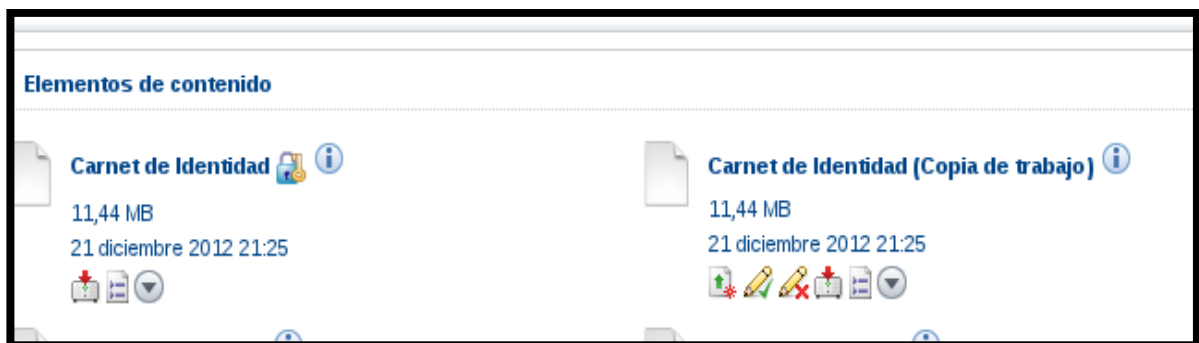 Elementos de contenido
Carnet de Identidad
11,44 MB
21 diciembre 2012 21:25
Carnet de Identidad (Copia de trabajo)
11,44 MB
21 diciembre 2012 21:25